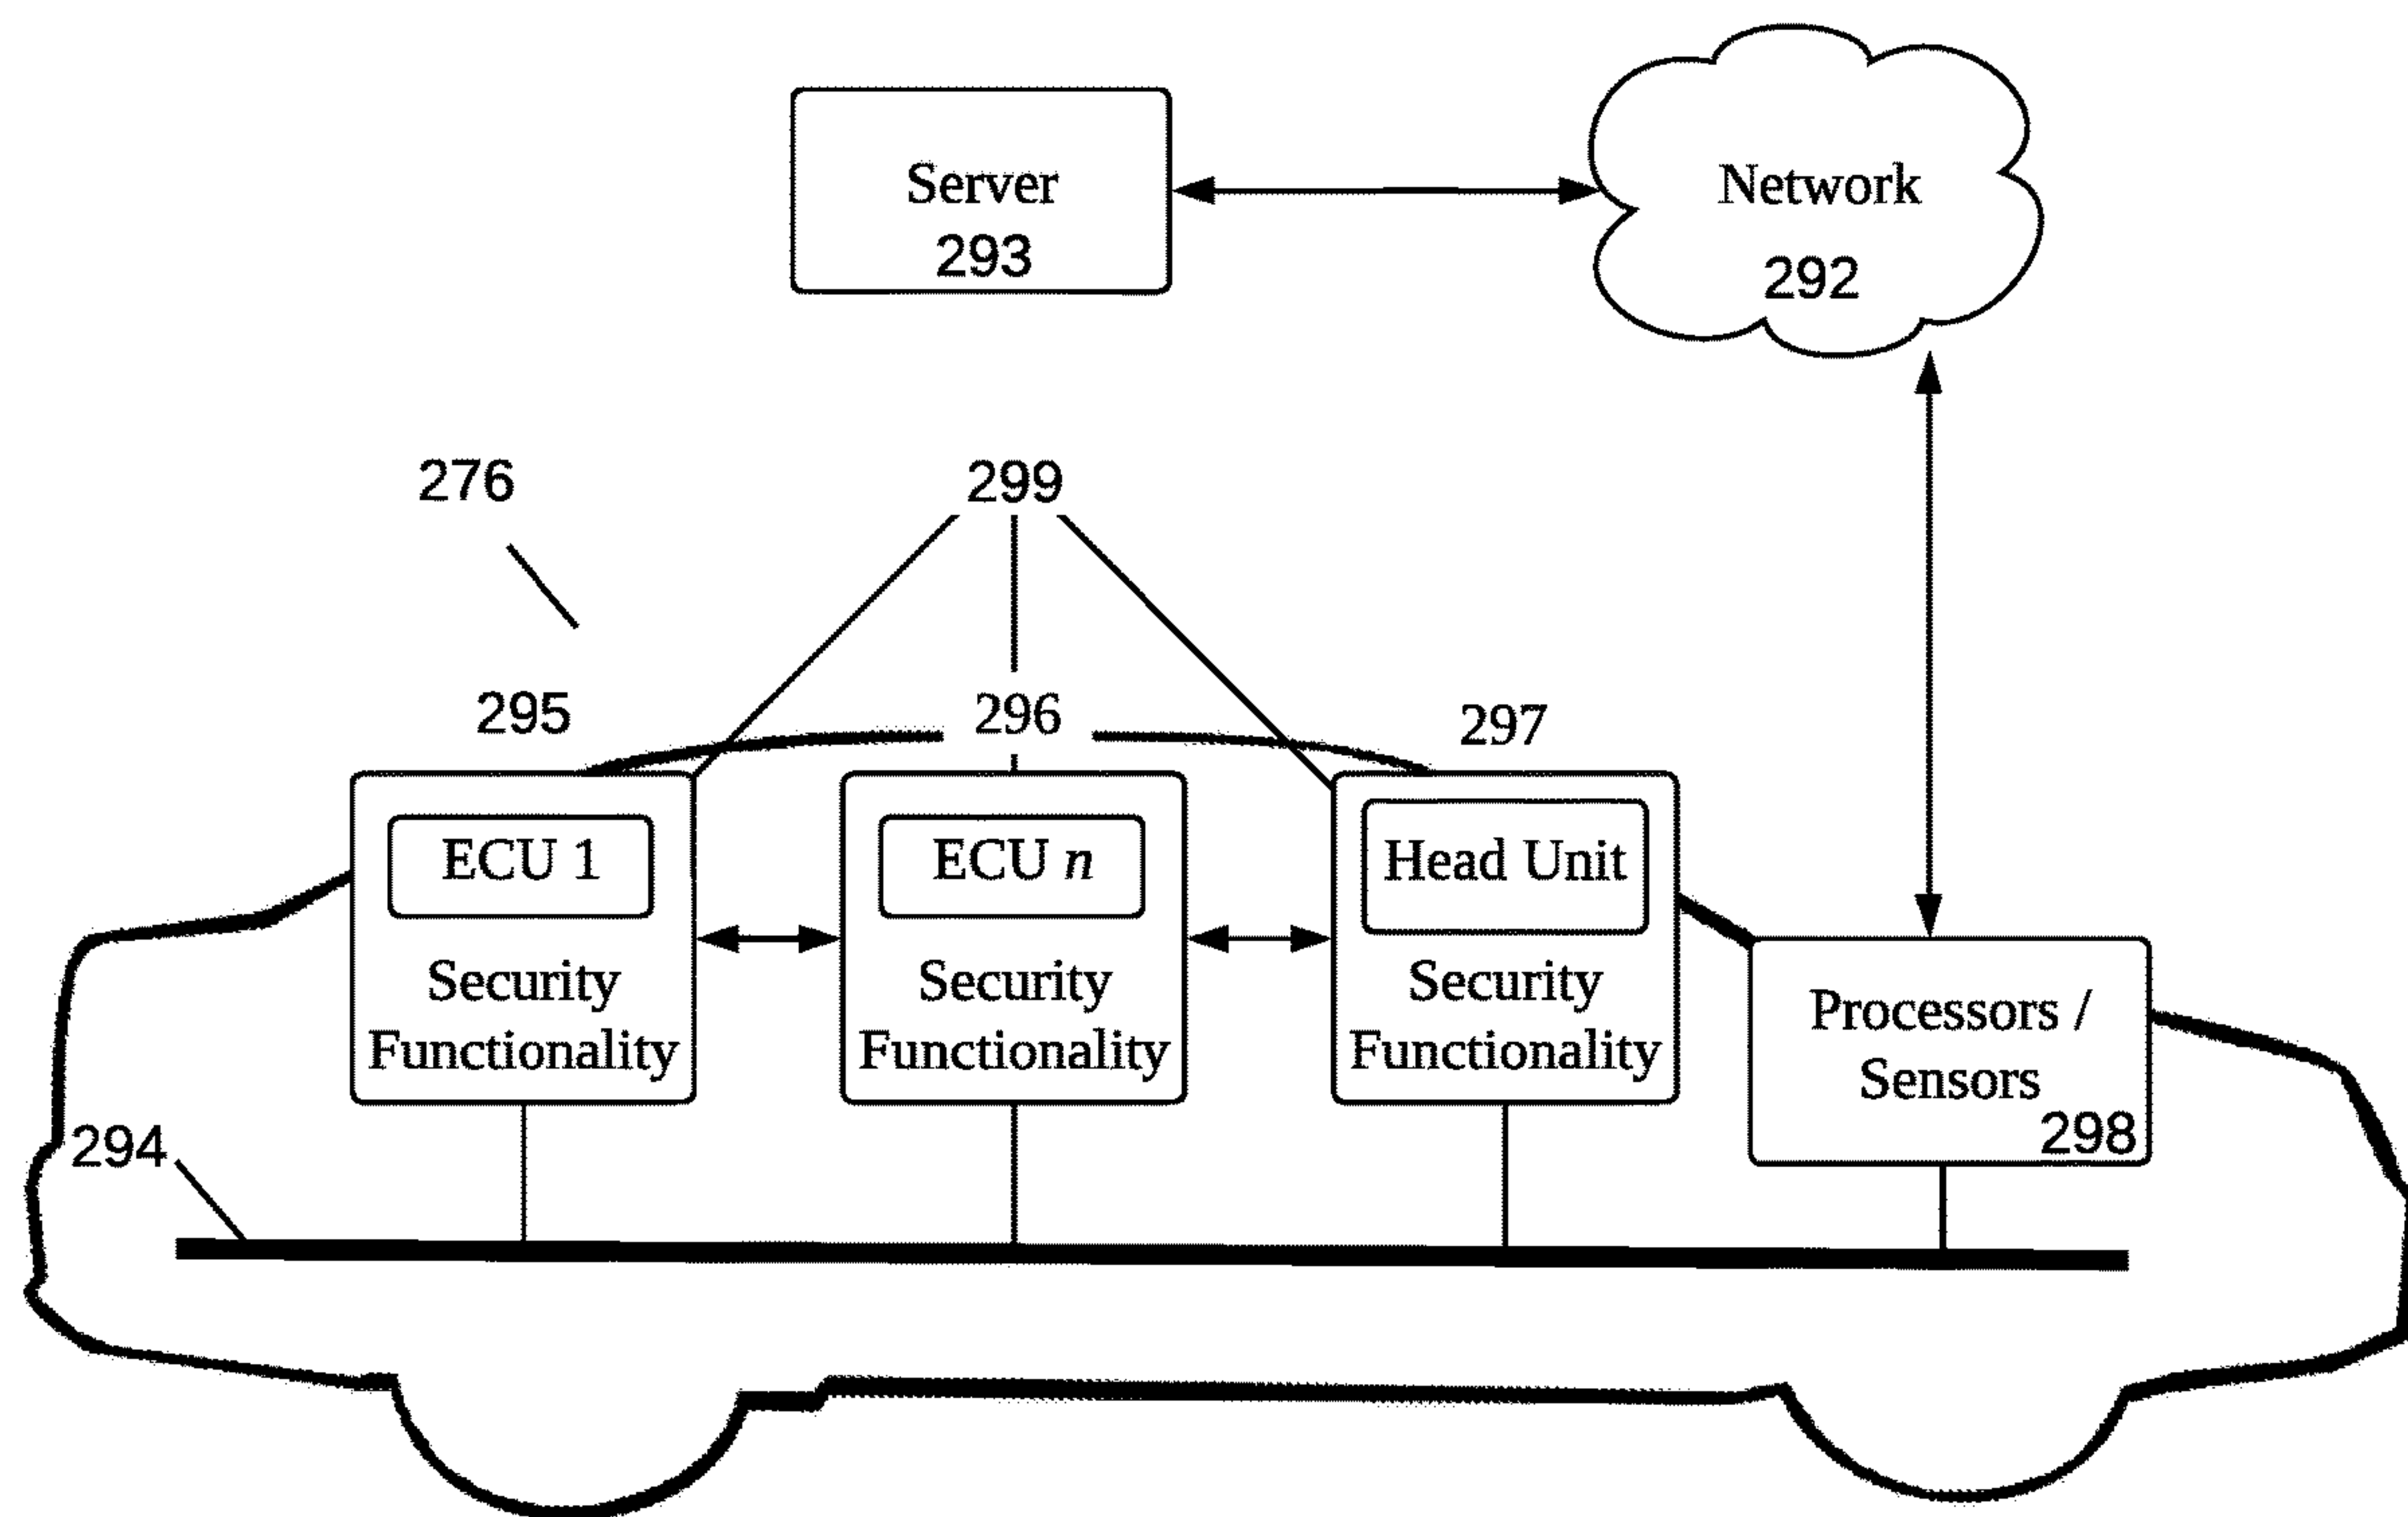 Server
293
Network
292
276
299
295
296
297
ECU 1
Security
Functionality
ECU n
Security
Functionality
Head Unit
Security
Functionality
Processors /
Sensors
298
294